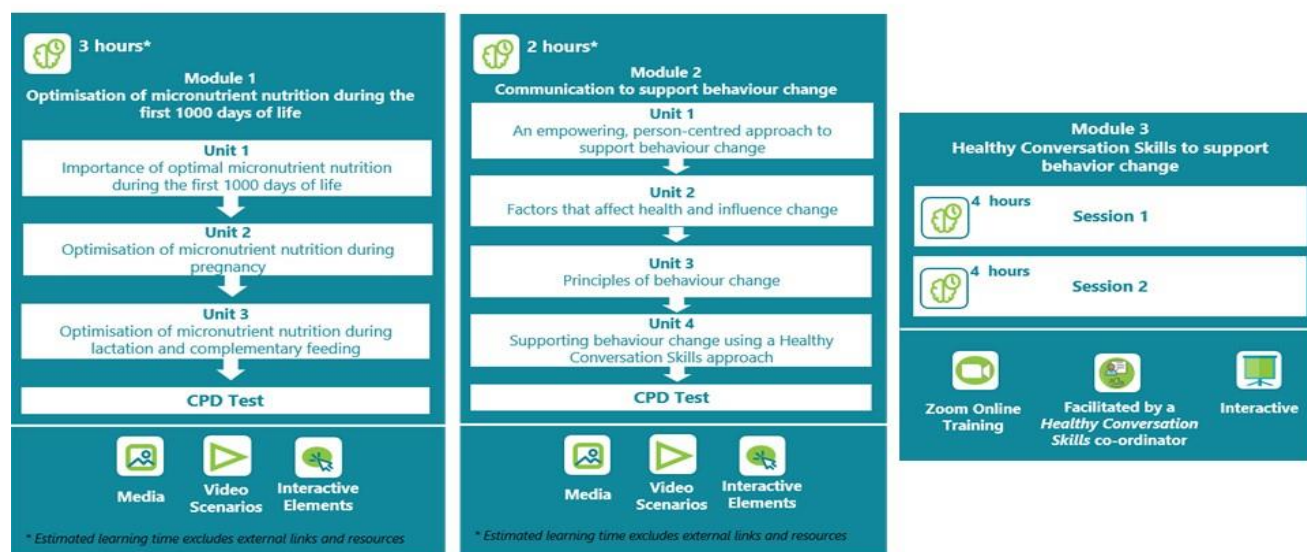 3 hours*
Module 1
Optimisation of micronutrient nutrition during the
first 1000 days of life
Unit 1
Importance of optimal micronutrient nutrition
during the first 1000 days of life
Unit 2
Optimisation of micronutrient nutrition during
pregnancy
Unit 3
Optimisation of micronutrient nutrition during
lactation and complementary feeding
CPD Test
Media
Video
Scenarios
Interactive
Elements
* Estimated learning time excludes external links and resources
2 hours*
Module 2
Communication to support behaviour change
Unit 1
An empowering, person-centred approach to
support behaviour change
Unit 2
Factors that affect health and influence change
Unit 3
Principles of behaviour change
Unit 4
Supporting behaviour change using a Healthy
Conversation Skills approach
CPD Test
Media
Video
Scenarios
Interactive
Elements
* Estimated learning time excludes external links and resources
Module 3
Healthy Conversation Skills to support
behavior change
4 hours
Session 1
4 hours
Session 2
Zoom Online
Training
Facilitated by a
Healthy Conversation
Skills co-ordinator
Interactive